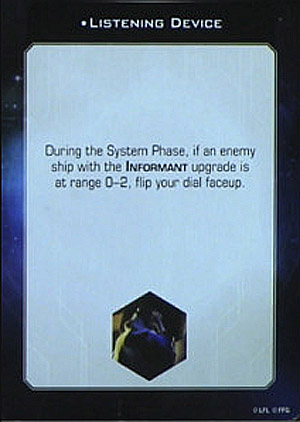 •Listening Device
During the System Phase, if an enemy
ship with the Informant upgrade is
at range 0–2, flip your dial faceup.
©LFL ©FFG